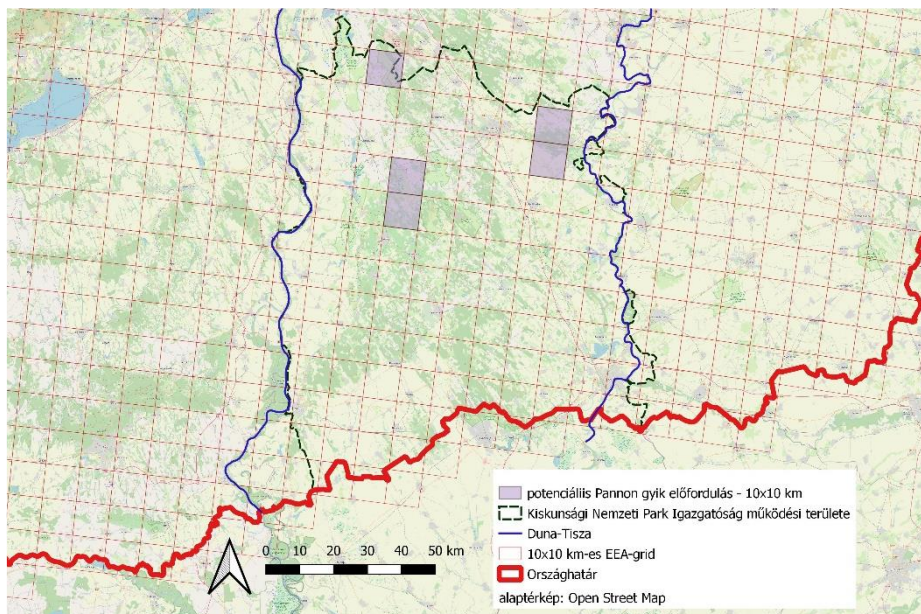 0 10 20 30 40 50 km
potenciáliis Pannon gyik előfordulás - 10x10 km
Kiskunsági Nemzeti Park Igazgatóság működési területe
Duna-Tisza
10x10 km-es EEA-grid
Országhatár
alaptérkép: Open Street Map